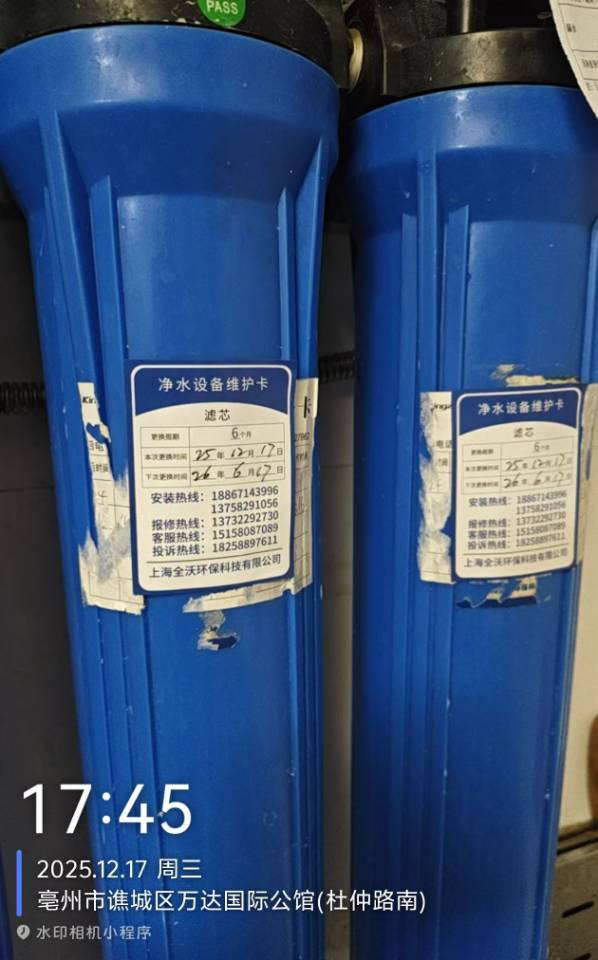 PASS
净水设备维护卡
滤芯
更换周期 6个月
本次更换时间 25年12月17日
下次更换时间 26年6月17日
安装热线：18867143996
13758291056
报修热线：13732292730
客服热线：15158087089
投诉热线：18258897611
上海全沃环保科技有限公司
净水设备维护卡
滤芯
更换周期 6个月
本次更换时间 25年12月17日
下次更换时间 26年6月17日
安装热线：18867143996
13758291056
报修热线：13732292730
客服热线：15158087089
投诉热线：18258897611
上海全沃环保科技有限公司
17:45
2025.12.17 周三
亳州市谯城区万达国际公馆(杜仲路南)
水印相机小程序